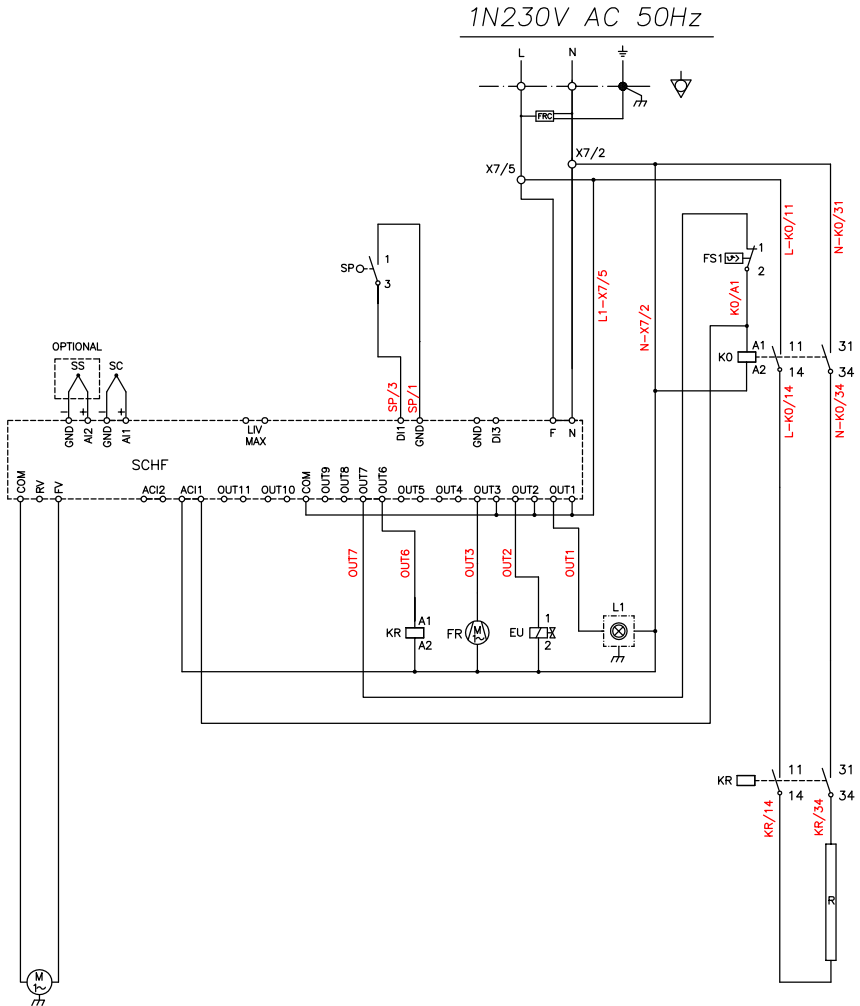 1N230V AC 50Hz
L
N
FRC
X7/5
X7/2
L-K0/11
N-K0/31
SP
1
3
FS1
1
2
L1-X7/5
N-X7/2
K0/A1
OPTIONAL
SS
SC
K0
A1
A2
11
14
31
34
SP/3
SP/1
L-K0/14
N-K0/34
- + - +
GND
AI2
GND
AI1
LIV
MAX
DI1
GND
GND
DI3
F
N
SCHF
COM
RV
FV
ACI2
ACI1
OUT11
OUT10
COM
OUT9
OUT8
OUT7
OUT6
OUT5
OUT4
OUT3
OUT2
OUT1
OUT7
OUT6
OUT3
OUT2
OUT1
KR
A1
A2
FR
M
1~
EU
1
2
L1
KR
11
14
31
34
KR/14
KR/34
R
M
1~